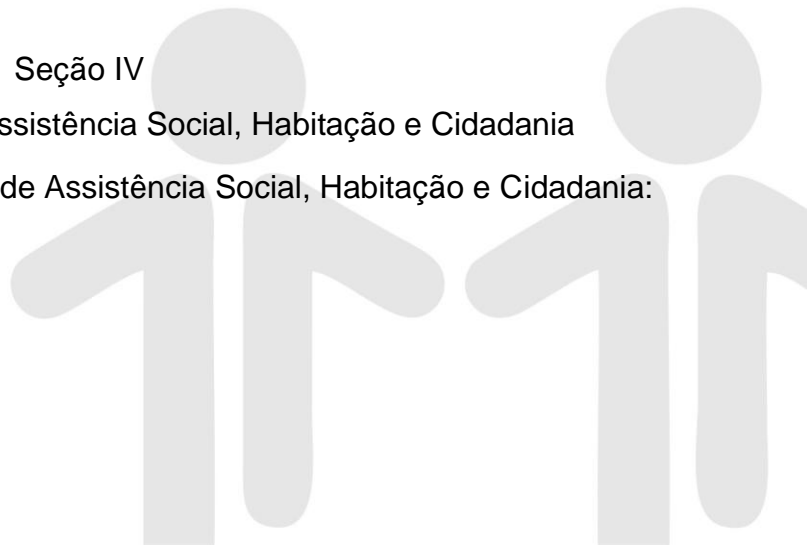 Seção IV
ssistência Social, Habitação e Cidadania
de Assistência Social, Habitação e Cidadania: